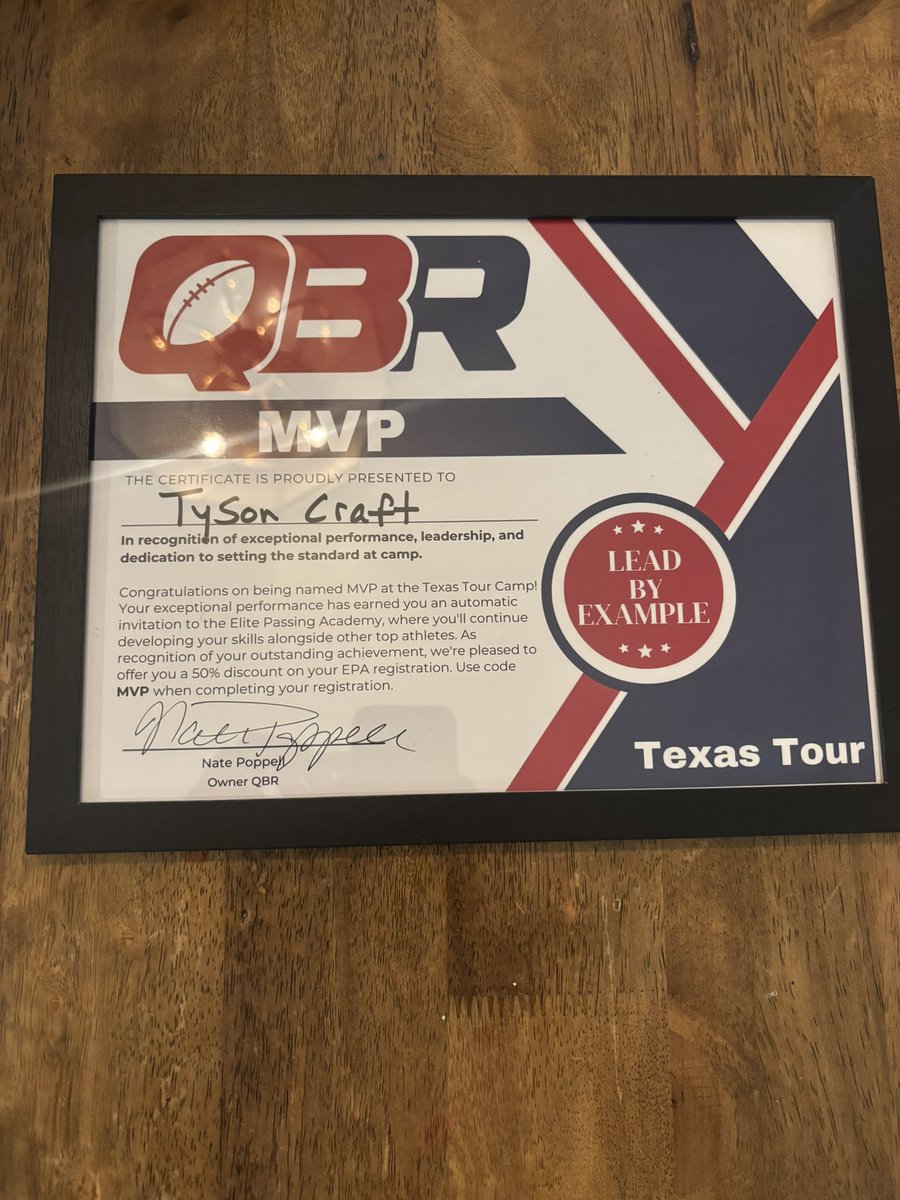 QBR
MVP
THE CERTIFICATE IS PROUDLY PRESENTED TO
Tyson Craft
In recognition of exceptional performance, leadership, and
dedication to setting the standard at camp.
Congratulations on being named MVP at the Texas Tour Camp!
Your exceptional performance has earned you an automatic
invitation to the Elite Passing Academy, where you'll continue
developing your skills alongside other top athletes. As
recognition of your outstanding achievement, we're pleased to
offer you a 50% discount on your EPA registration. Use code
MVP when completing your registration.
Nate Poppell
Nate Poppell
Owner QBR
LEAD
BY
EXAMPLE
Texas Tour